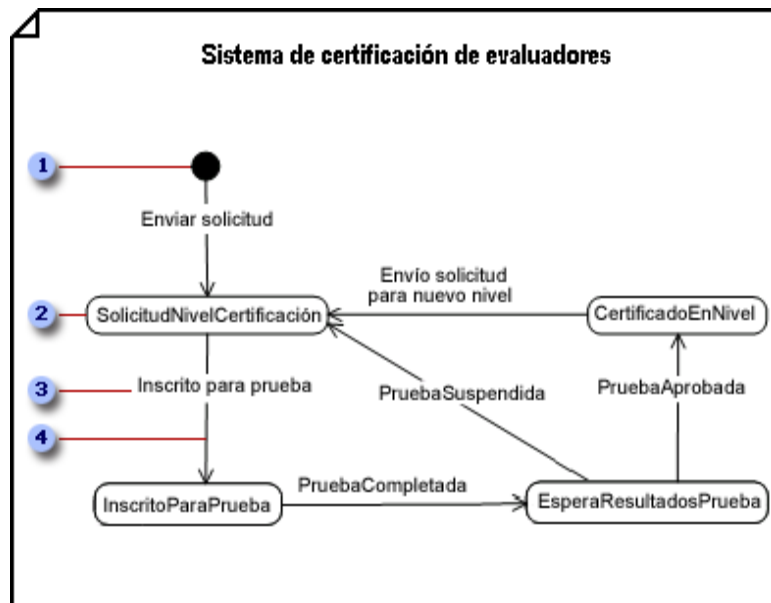 Sistema de certificación de evaluadores
1
Enviar solicitud
Envío solicitud
para nuevo nivel
2
SolicitudNivelCertificación
CertificadoEnNivel
3
Inscrito para prueba
PruebaSuspendida
PruebaAprobada
4
PruebaCompletada
InscritoParaPrueba
EsperaResultadosPrueba